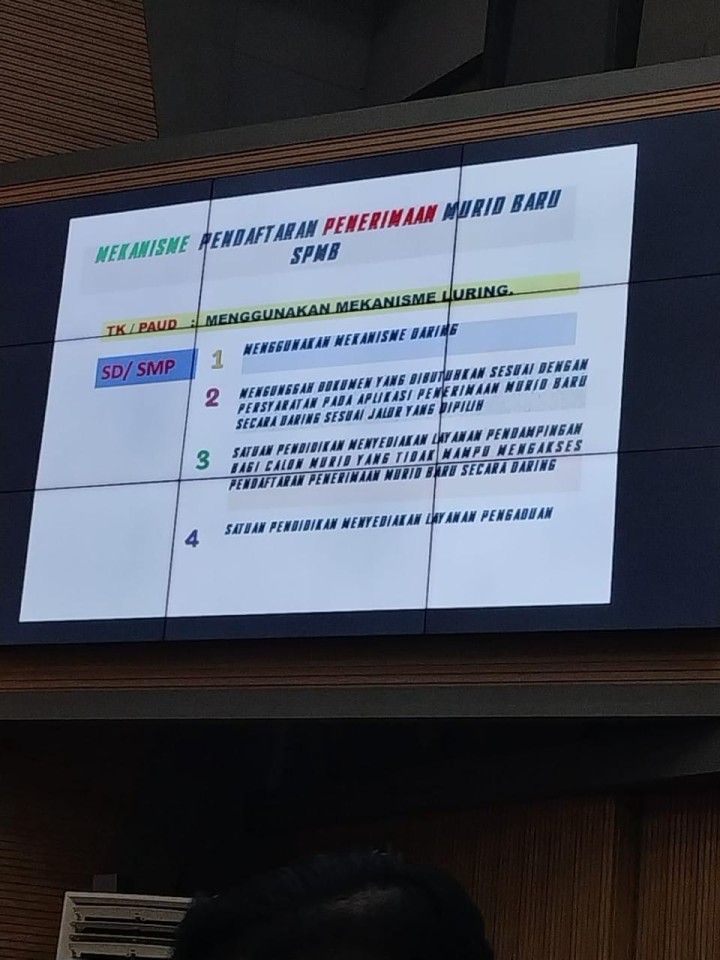 MEKANISME PENDAFTARAN PENERIMAAN MURID BARU
SPMB
TK / PAUD : MENGGUNAKAN MEKANISME LURING.
SD/ SMP
1 MENGGUNAKAN MEKANISME DARING
2 MENGUNGGAH DOKUMEN YANG DIBUTUHKAN SESUAI DENGAN
PERSYARATAN PADA APLIKASI PENERIMAAN MURID BARU
SECARA DARING SESUAI JALUR YANG DIPILIH
3 SATUAN PENDIDIKAN MENYEDIAKAN LAYANAN PENDAMPINGAN
BAGI CALON MURID YANG TIDAK MAMPU MENGAKSES
PENDAFTARAN PENERIMAAN MURID BARU SECARA DARING
4 SATUAN PENDIDIKAN MENYEDIAKAN LAYANAN PENGADUAN